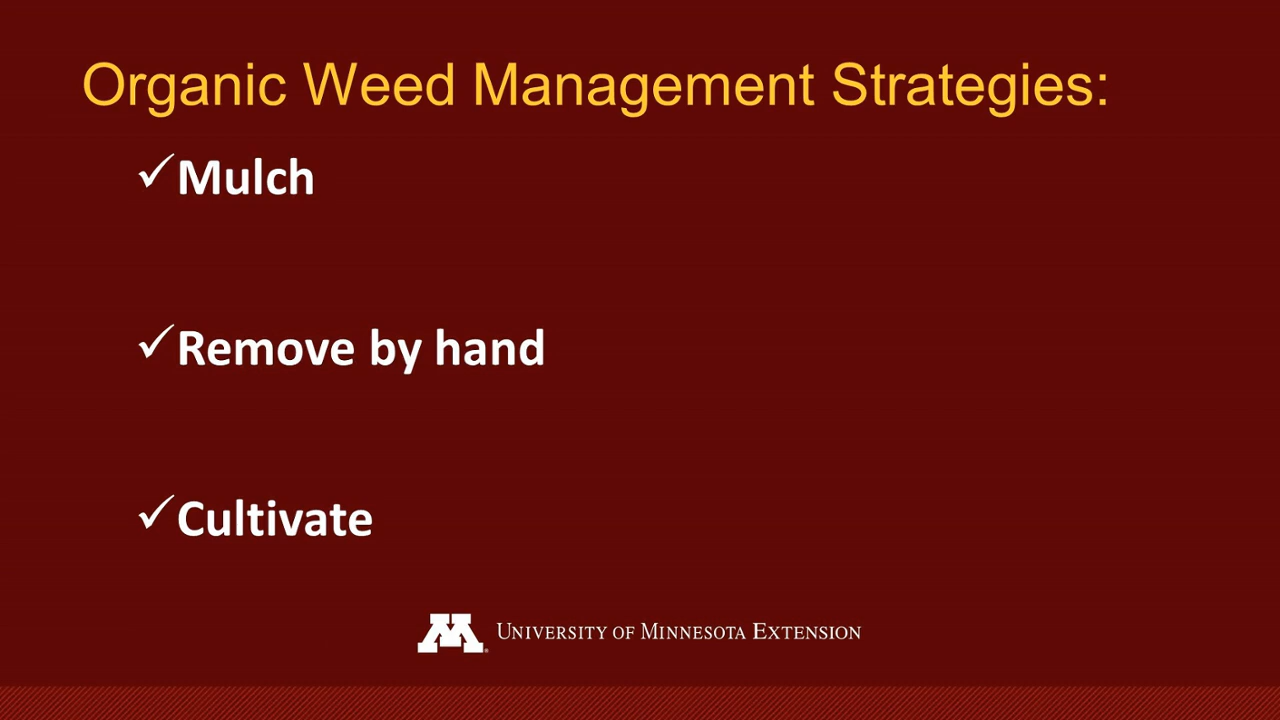 Organic Weed Management Strategies:
✓Mulch
✓Remove by hand
✓Cultivate
M UNIVERSITY OF MINNESOTA EXTENSION